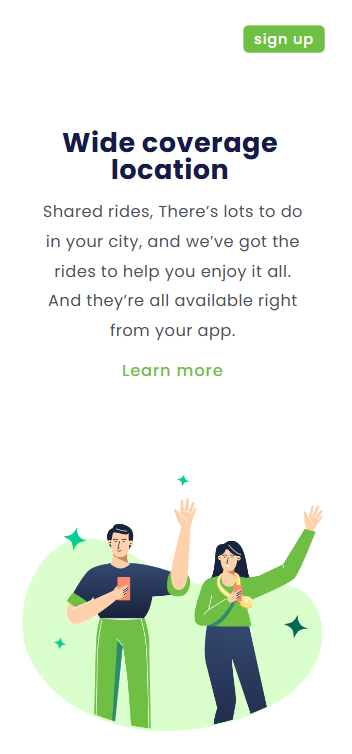 sign up
Wide coverage
location
Shared rides, There’s lots to do
in your city, and we’ve got the
rides to help you enjoy it all.
And they’re all available right
from your app.
Learn more